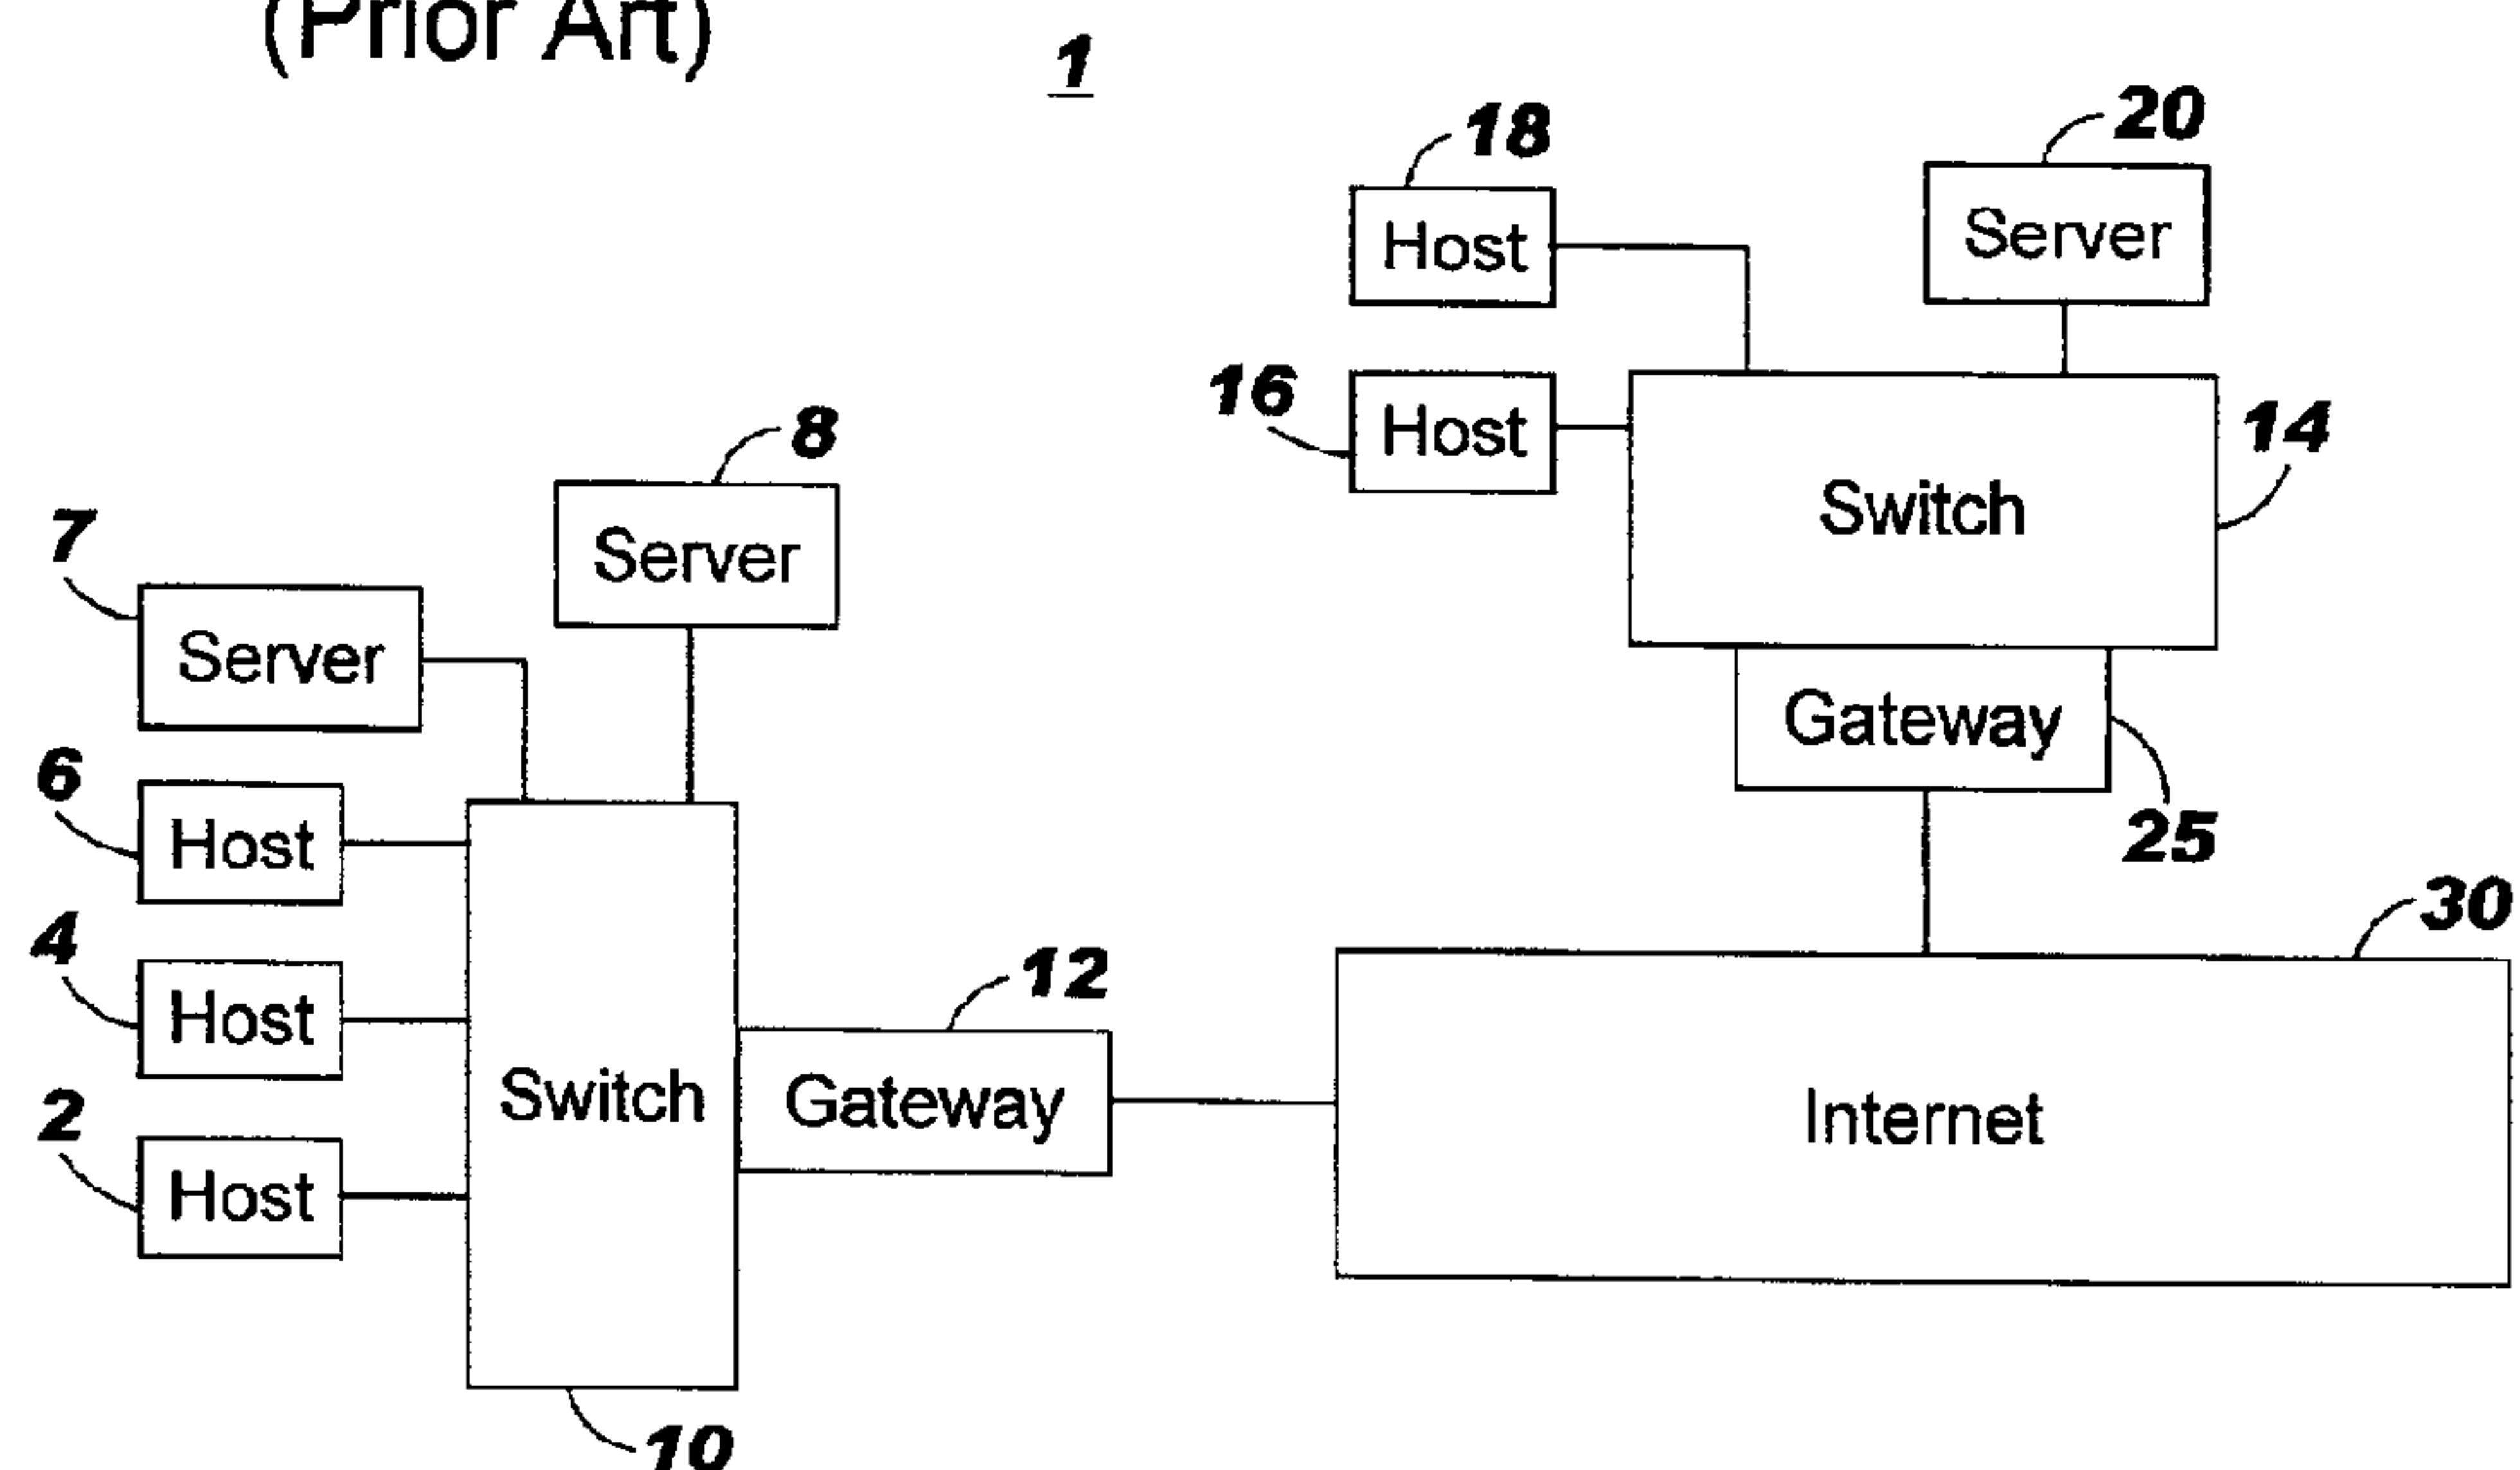 (Prior Art)
1
18
20
Host
Server
16
Host
14
8
Switch
7
Server
Server
Gateway
6
25
Host
30
4
12
Host
Switch
Gateway
Internet
2
Host
10